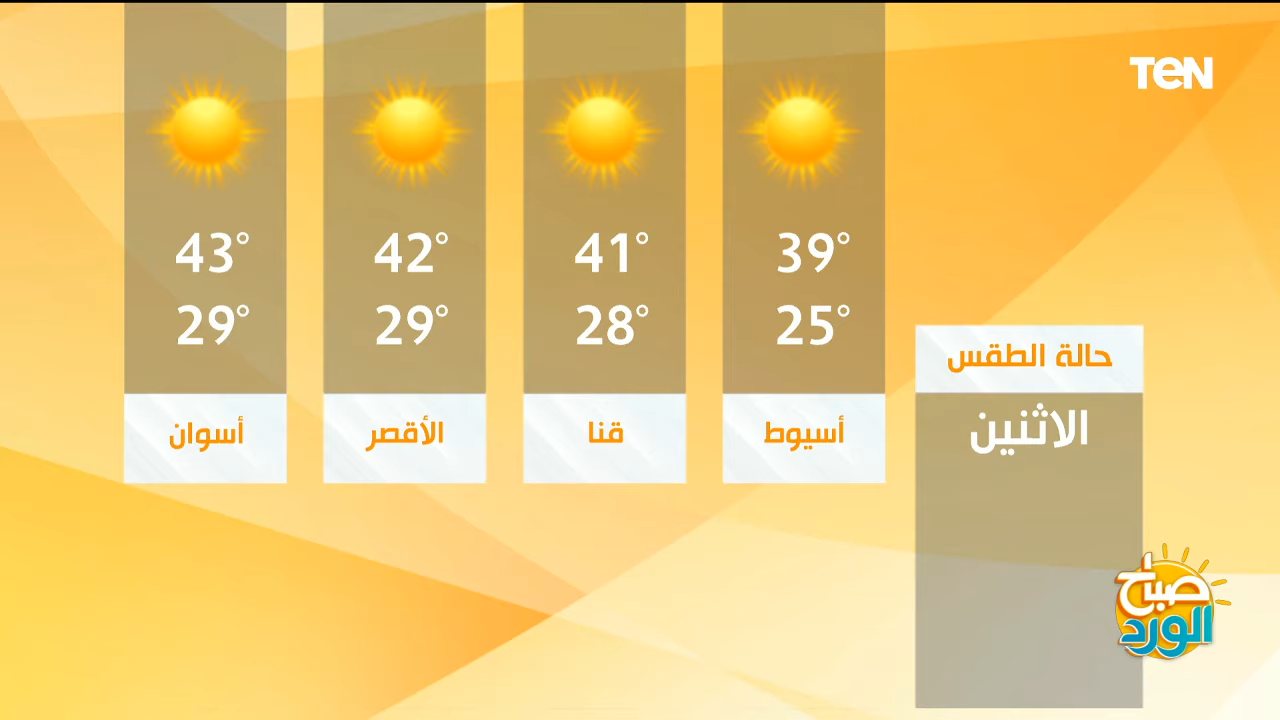 TEN
حالة الطقس
الاثنين
39°
25°
أسيوط
41°
28°
قنا
42°
29°
الأقصر
43°
29°
أسوان
صباح
الورد